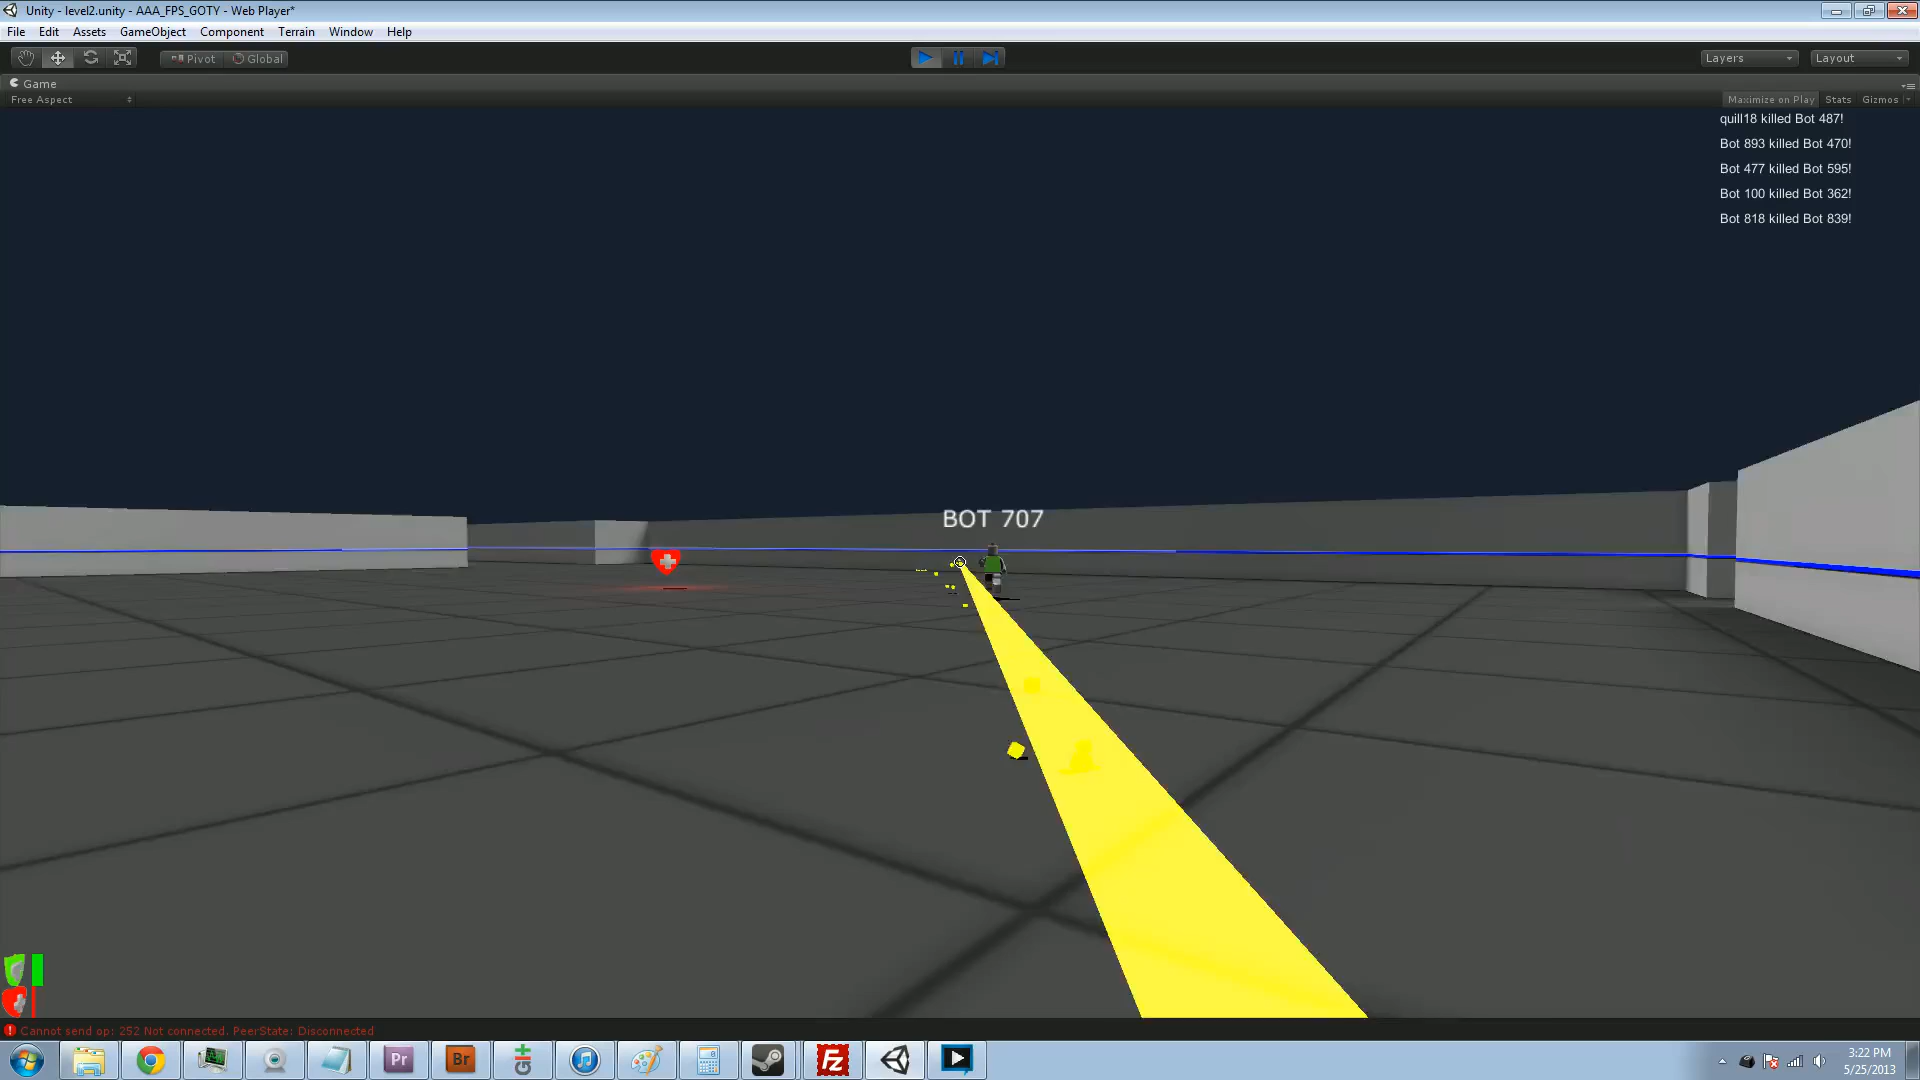 Unity - level2.unity - AAA_FPS_GOTY - Web Player*
File Edit Assets GameObject Component Terrain Window Help
Pivot Global Layers Layout
Game
Free Aspect Maximize on Play Stats Gizmos
quill18 killed Bot 487!
Bot 893 killed Bot 470!
Bot 477 killed Bot 595!
Bot 100 killed Bot 362!
Bot 818 killed Bot 839!
BOT 707
Cannot send op: 252 Not connected. PeerState: Disconnected
Pr Br git Fz
3:22 PM
5/25/2013